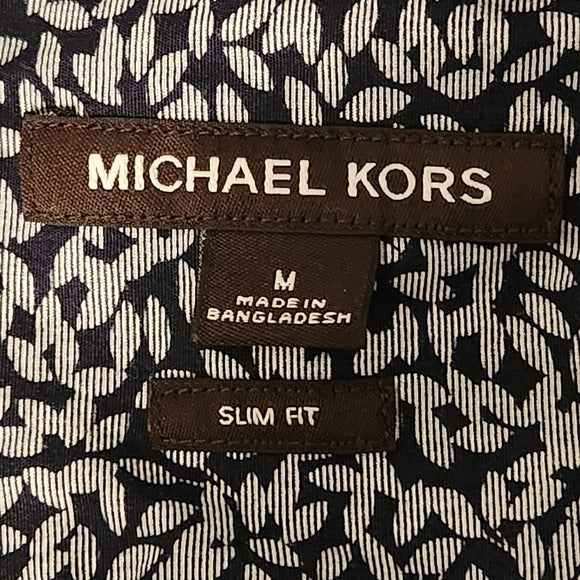 MICHAEL KORS
M
MADE IN
BANGLADESH
SLIM FIT